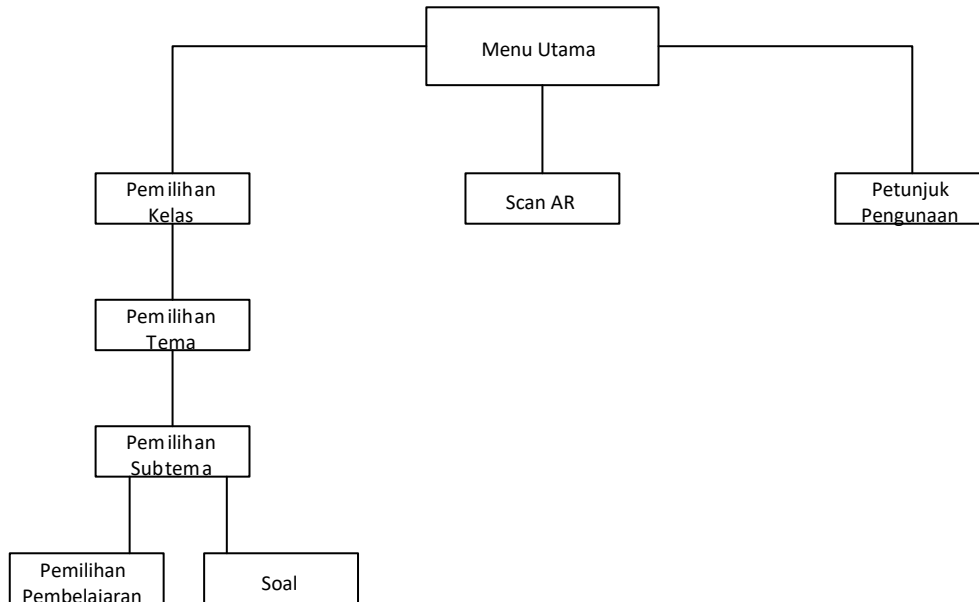 Menu Utama
Pemilihan
Kelas
Scan AR
Petunjuk
Pengunaan
Pemilihan
Tema
Pemilihan
Subtema
Pemilihan
Pembelajaran
Soal